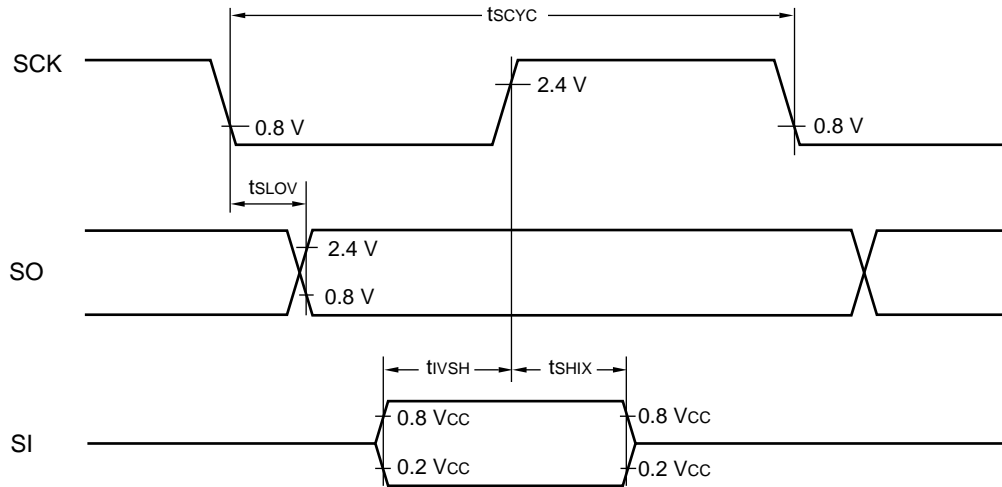 tSCYC
SCK
2.4 V
0.8 V
0.8 V
tSLOV
2.4 V
SO
0.8 V
tIVSH
tSHIX
0.8 VCC
0.8 VCC
SI
0.2 VCC
0.2 VCC